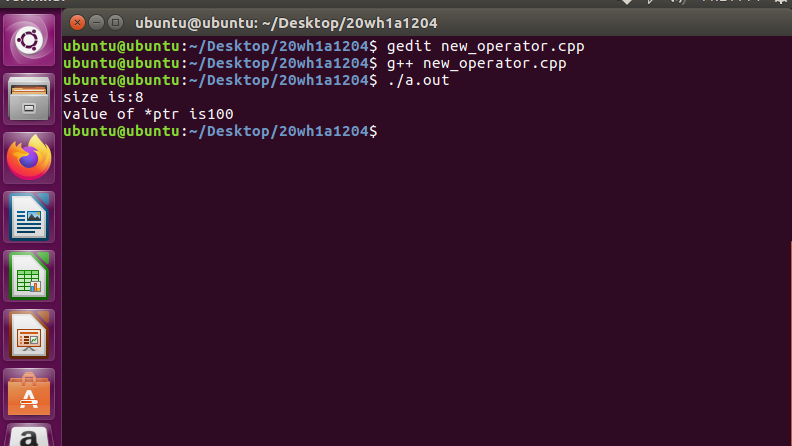 ubuntu@ubuntu: ~/Desktop/20wh1a1204
ubuntu@ubuntu:~/Desktop/20wh1a1204$ gedit new_operator.cpp
ubuntu@ubuntu:~/Desktop/20wh1a1204$ g++ new_operator.cpp
ubuntu@ubuntu:~/Desktop/20wh1a1204$ ./a.out
size is:8
value of *ptr is100
ubuntu@ubuntu:~/Desktop/20wh1a1204$